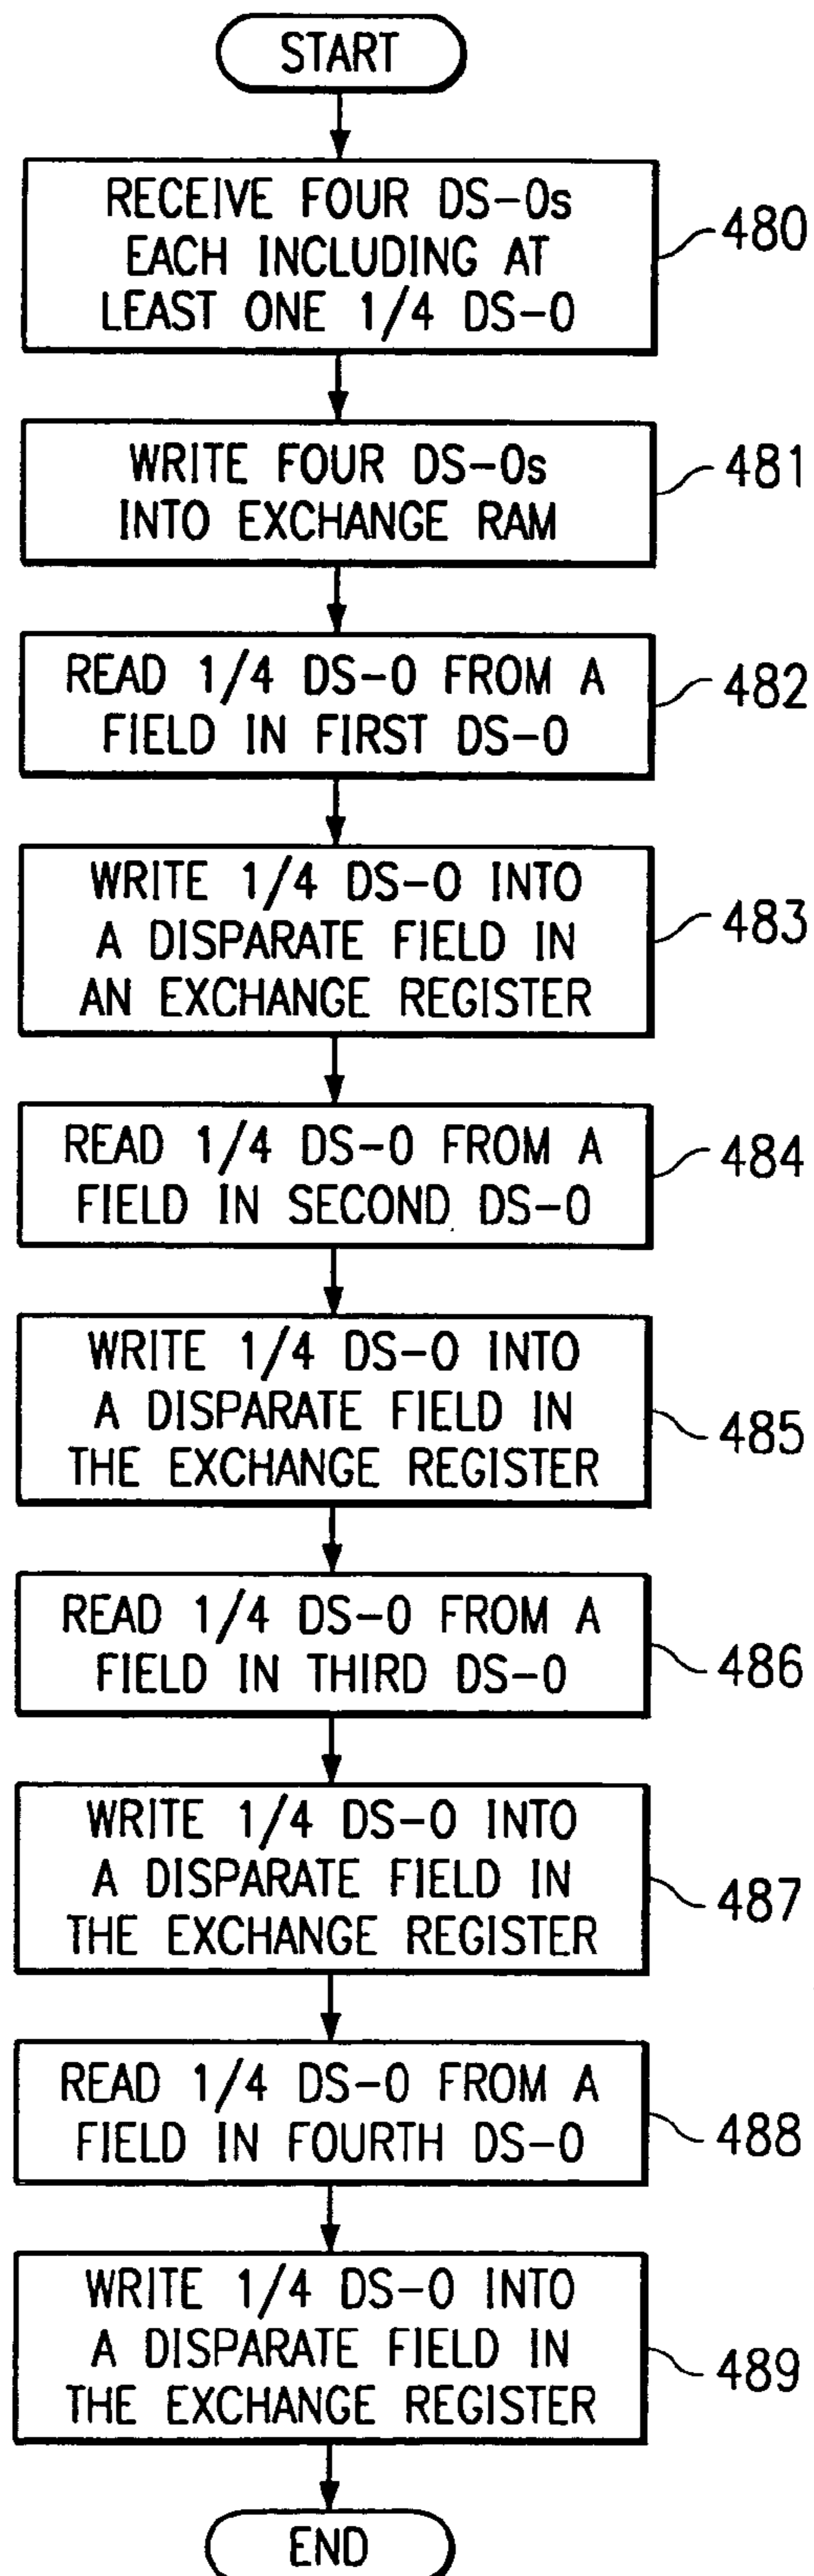 START
RECEIVE FOUR DS-0s
EACH INCLUDING AT
LEAST ONE 1/4 DS-0
480
WRITE FOUR DS-0s
INTO EXCHANGE RAM
481
READ 1/4 DS-0 FROM A
FIELD IN FIRST DS-0
482
WRITE 1/4 DS-0 INTO
A DISPARATE FIELD IN
AN EXCHANGE REGISTER
483
READ 1/4 DS-0 FROM A
FIELD IN SECOND DS-0
484
WRITE 1/4 DS-0 INTO
A DISPARATE FIELD IN
THE EXCHANGE REGISTER
485
READ 1/4 DS-0 FROM A
FIELD IN THIRD DS-0
486
WRITE 1/4 DS-0 INTO
A DISPARATE FIELD IN
THE EXCHANGE REGISTER
487
READ 1/4 DS-0 FROM A
FIELD IN FOURTH DS-0
488
WRITE 1/4 DS-0 INTO
A DISPARATE FIELD IN
THE EXCHANGE REGISTER
489
END